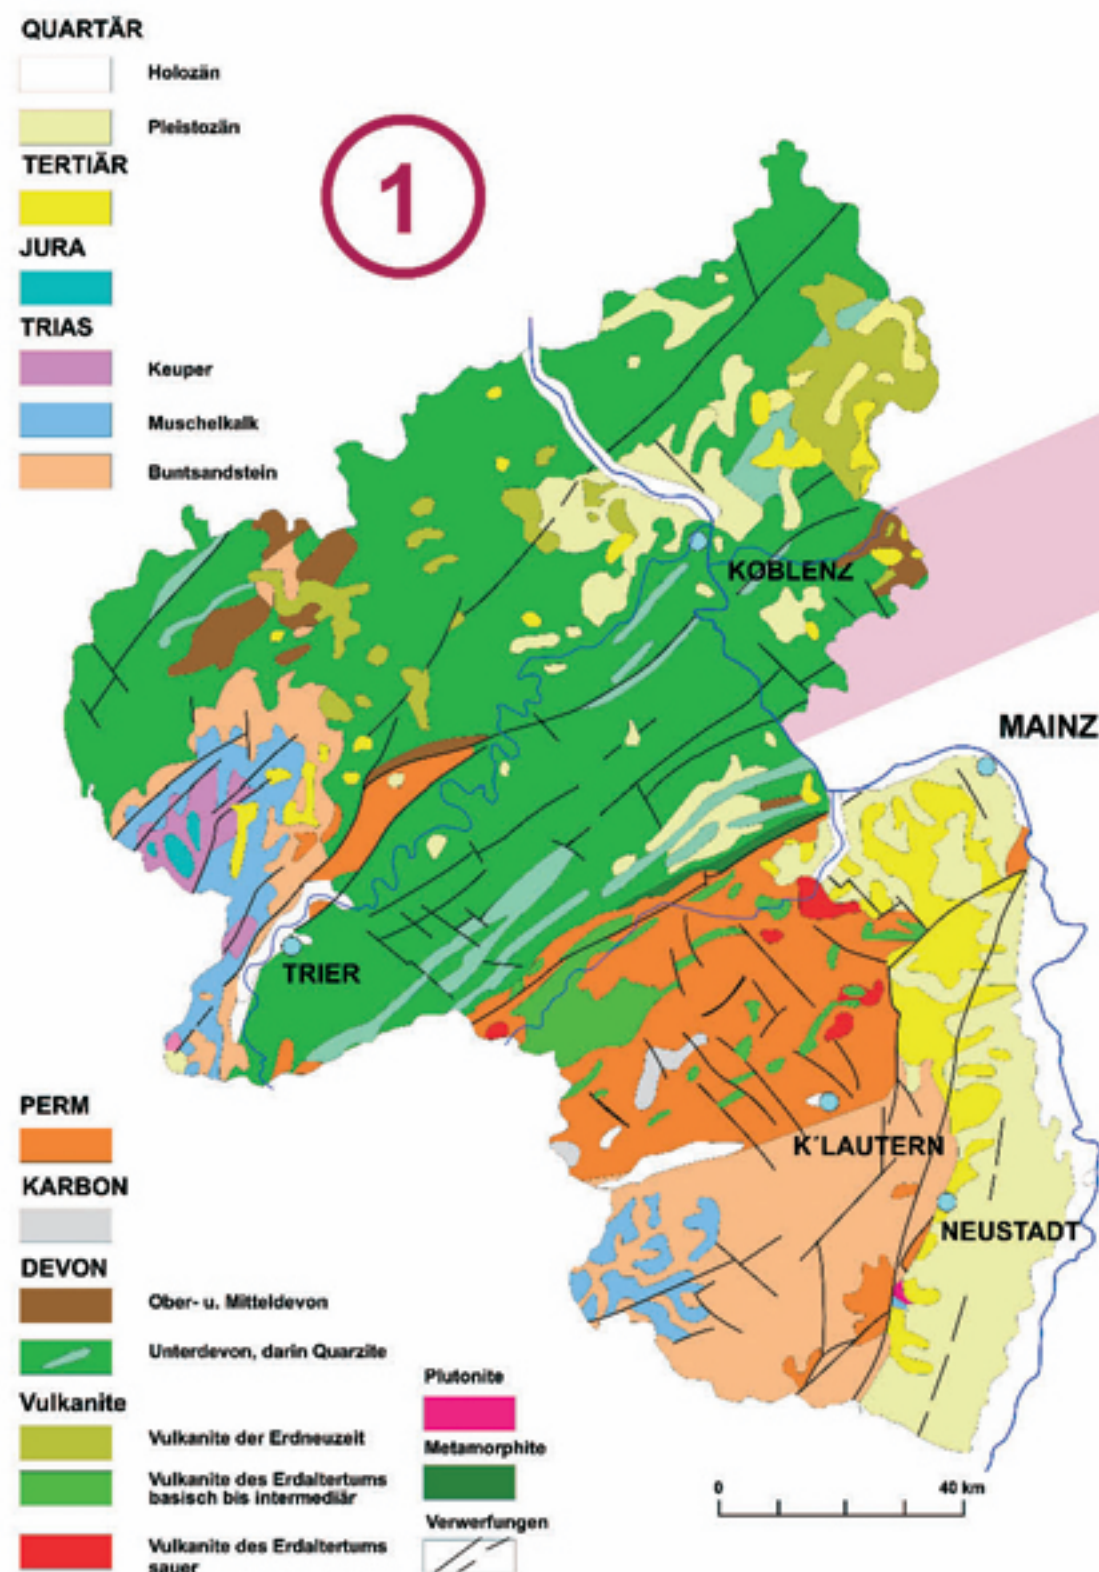 QUARTÄR
Holozän
Pleistozän
TERTIÄR
JURA
TRIAS
Keuper
Muschelkalk
Buntsandstein
1
KOBLENZ
MAINZ
TRIER
K´LAUTERN
NEUSTADT
PERM
KARBON
DEVON
Ober- u. Mitteldevon
Unterdevon, darin Quarzite
Vulkanite
Vulkanite der Erdneuzeit
Vulkanite des Erdaltertums
basisch bis intermediär
Vulkanite des Erdaltertums
sauer
Plutonite
Metamorphite
Verwerfungen
0 40 km